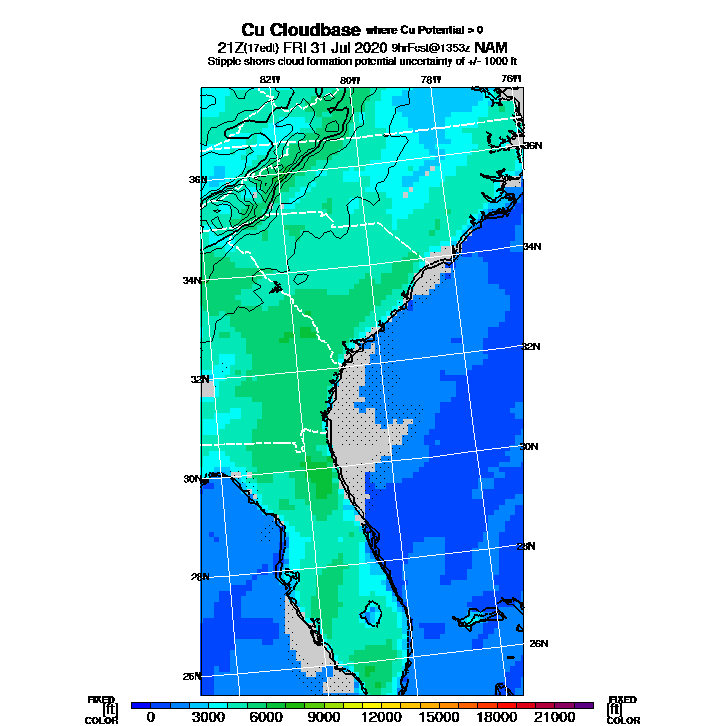 Cu Cloudbase where Cu Potential > 0
21Z(17edt) FRI 31 Jul 2020 9hrFcst@1353z NAM
Stipple shows cloud formation potential uncertainty of +/- 1000 ft
82W 80W 78W 76W
36N
36N
34N
34N
32N
32N
30N
30N
28N
28N
26N
26N
FIXED FIXED
[ft] 0 3000 6000 9000 12000 15000 18000 21000 [ft]
COLOR COLOR